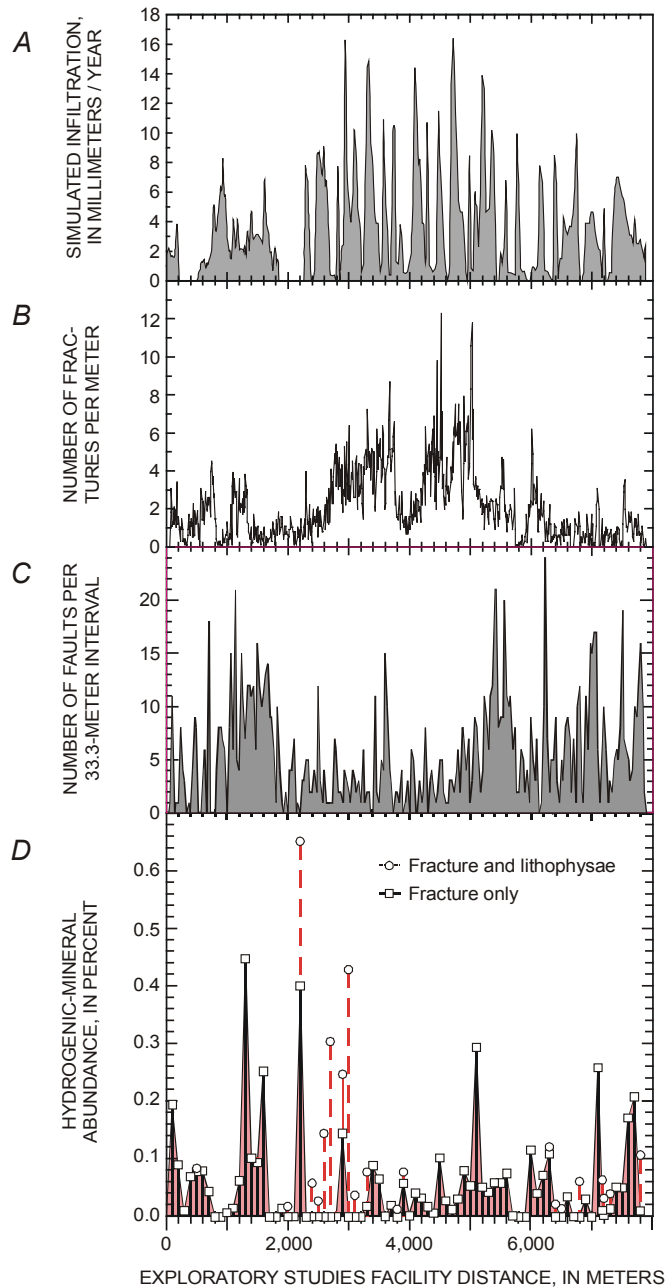 A
SIMULATED INFILTRATION,
IN MILLIMETERS / YEAR
18
16
14
12
10
8
6
4
2
0
B
NUMBER OF FRAC-
TURES PER METER
12
10
8
6
4
2
0
C
NUMBER OF FAULTS PER
33.3-METER INTERVAL
20
15
10
5
0
D
HYDROGENIC-MINERAL
ABUNDANCE, IN PERCENT
0.6
0.5
0.4
0.3
0.2
0.1
0.0
Fracture and lithophysae
Fracture only
0 2,000 4,000 6,000
EXPLORATORY STUDIES FACILITY DISTANCE, IN METERS